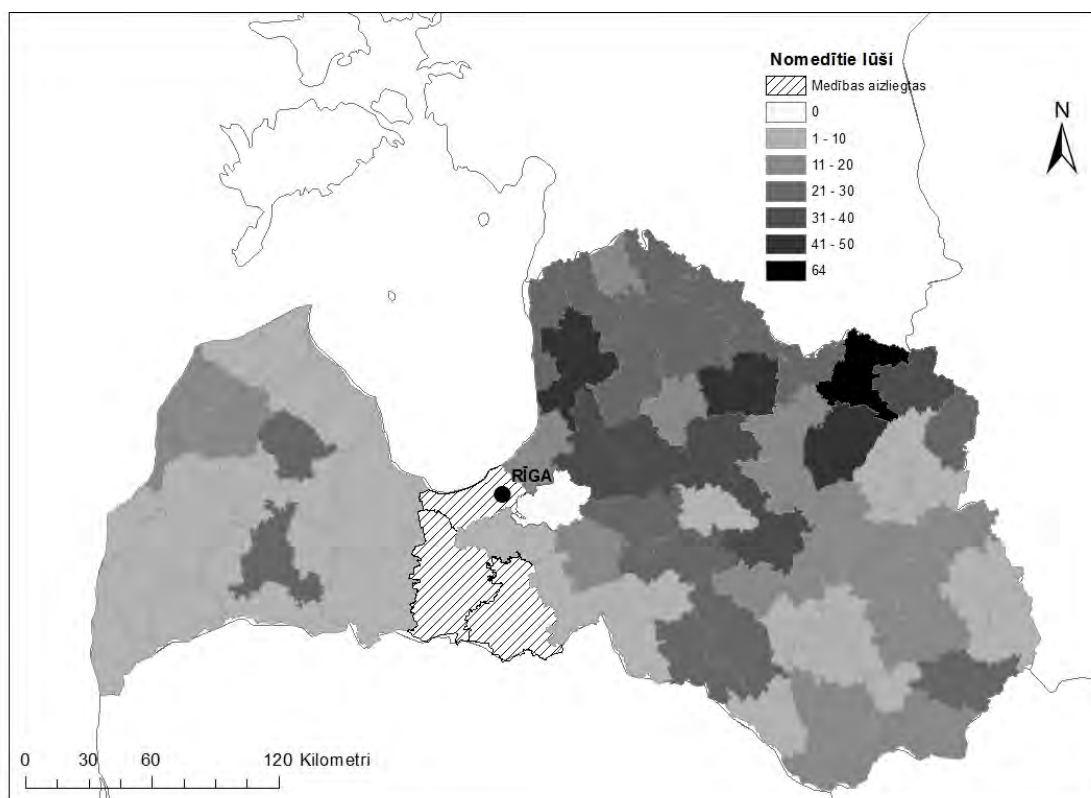 Nomedītie lūši
Medības aizliegtas
0
1 - 10
11 - 20
21 - 30
31 - 40
41 - 50
64
N
RĪGA
0 30 60 120 Kilometri